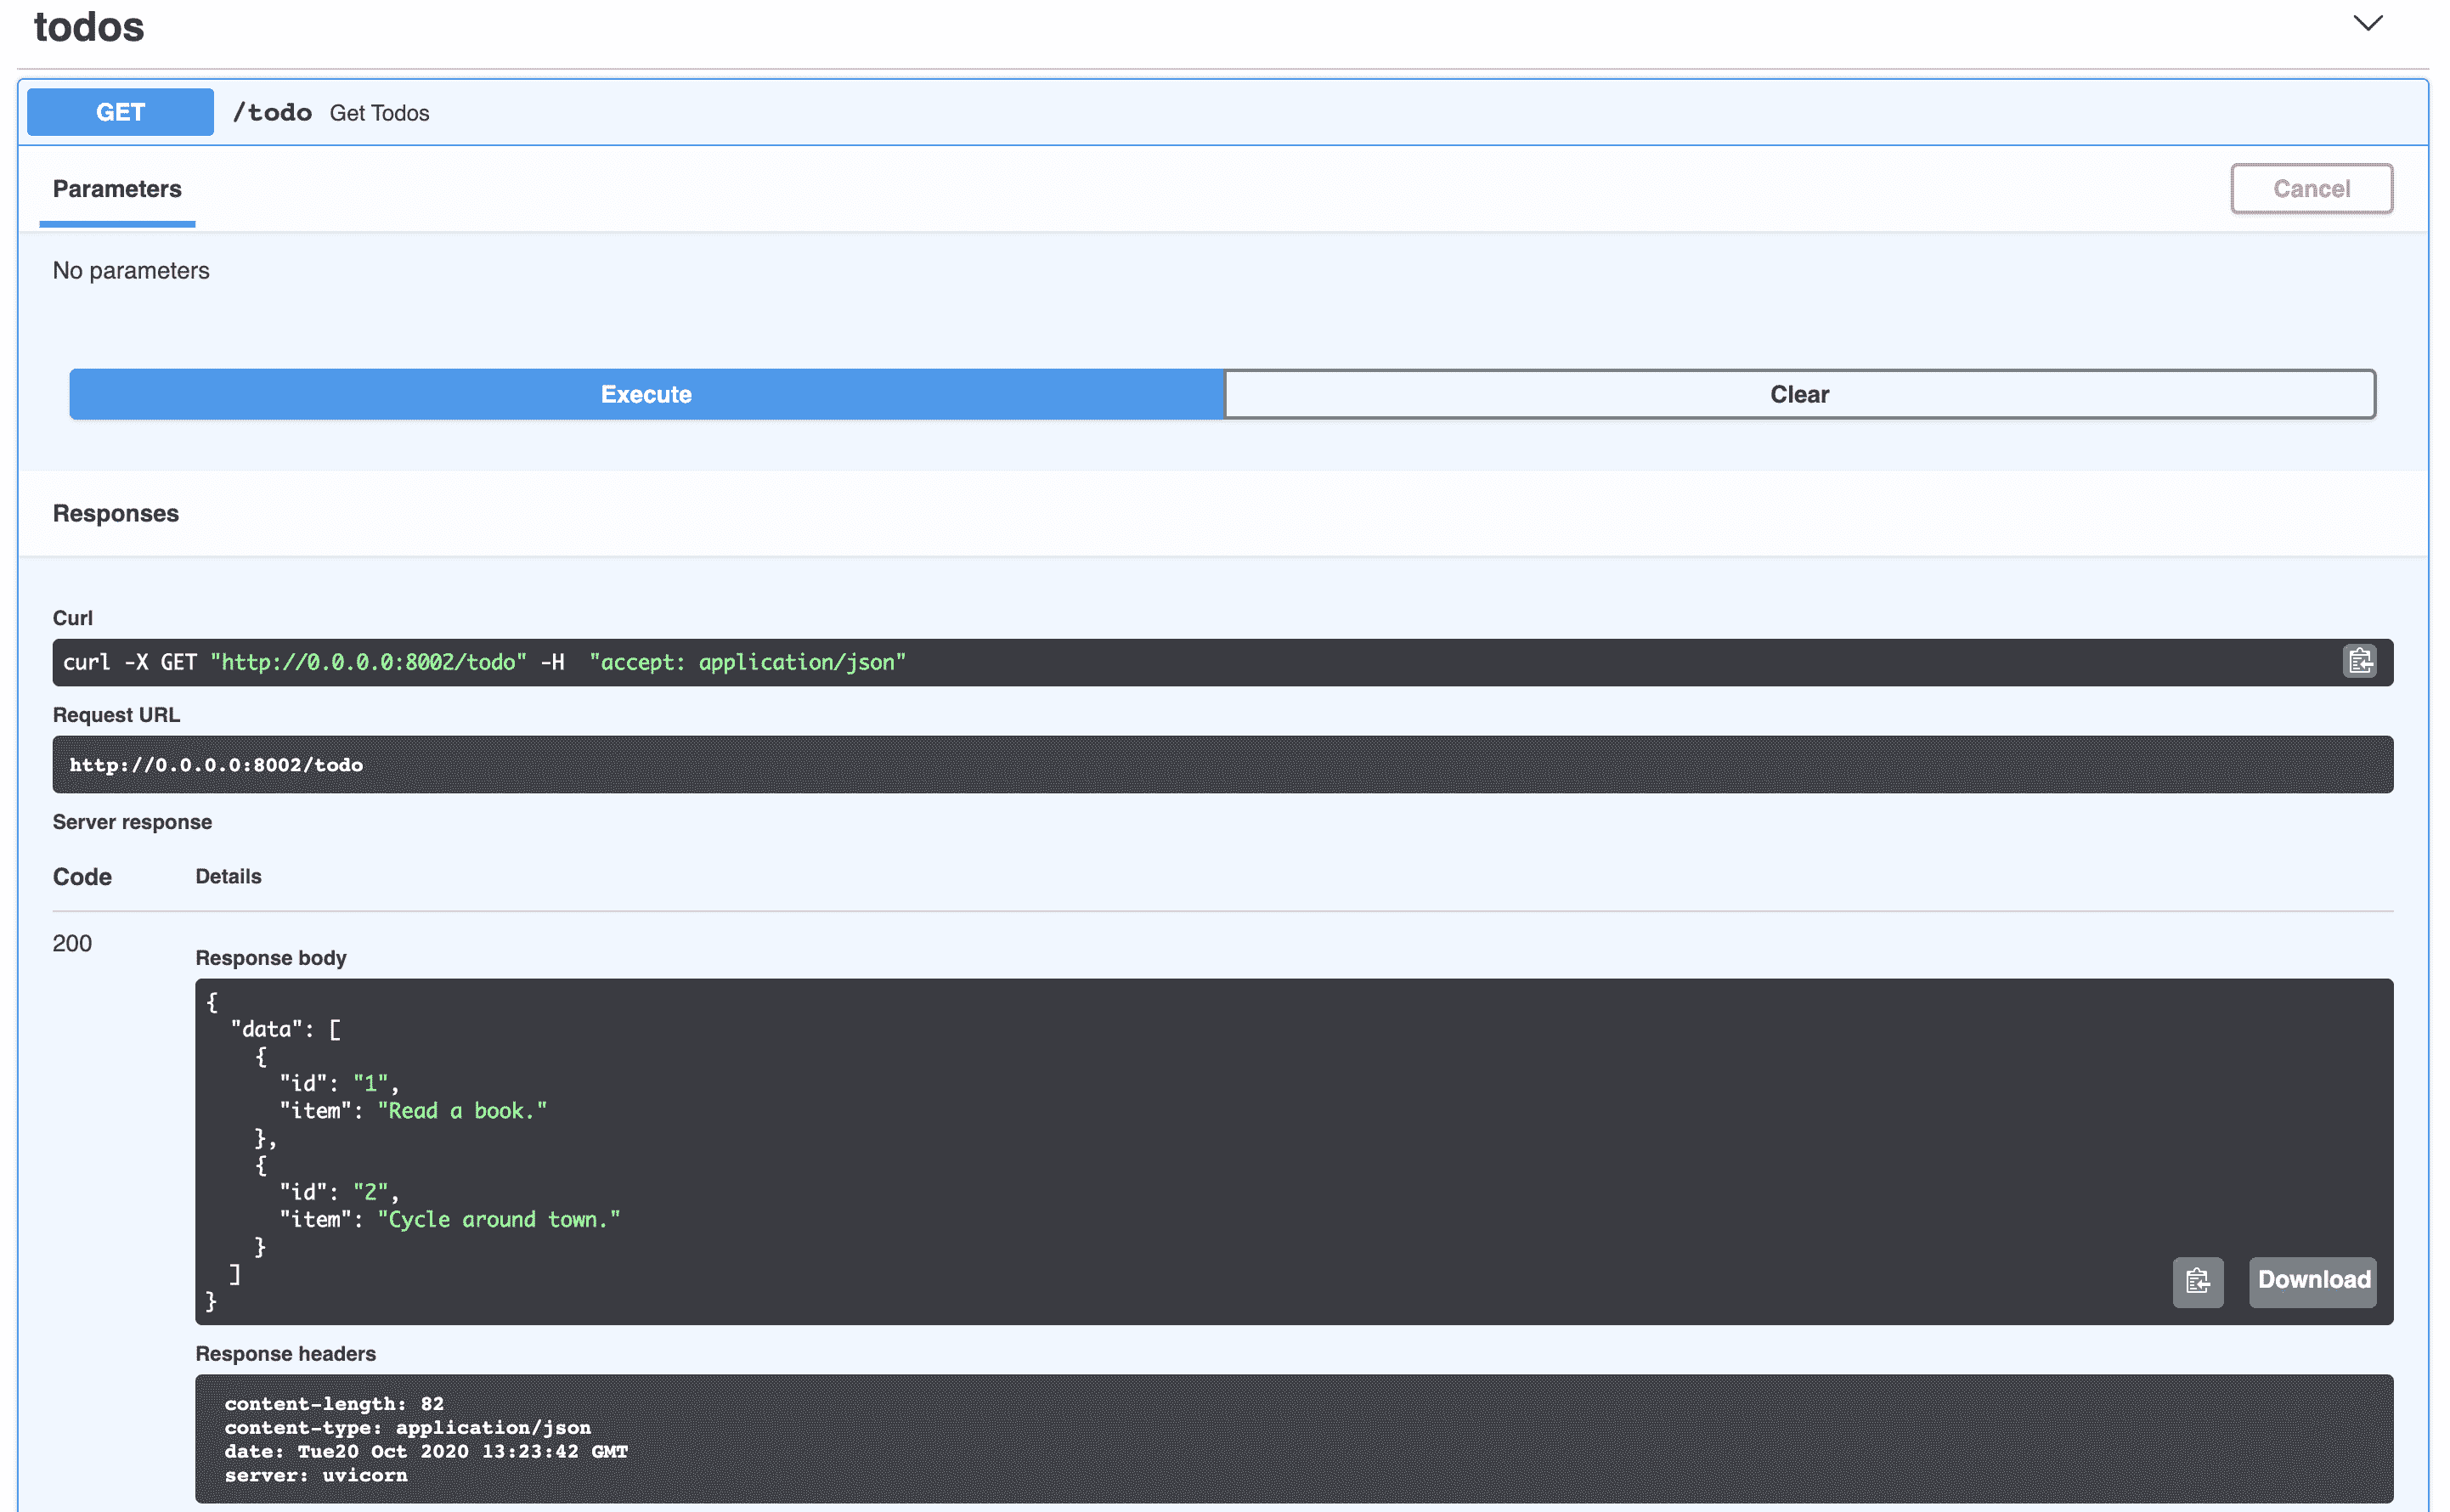 todos
GET /todo Get Todos
Parameters Cancel
No parameters
Execute Clear
Responses
Curl
curl -X GET "http://0.0.0.0:8002/todo" -H  "accept: application/json"
Request URL
http://0.0.0.0:8002/todo
Server response
Code Details
200
Response body
{
  "data": [
    {
      "id": "1",
      "item": "Read a book."
    },
    {
      "id": "2",
      "item": "Cycle around town."
    }
  ]
}
Download
Response headers
content-length: 82
content-type: application/json
date: Tue20 Oct 2020 13:23:42 GMT
server: uvicorn